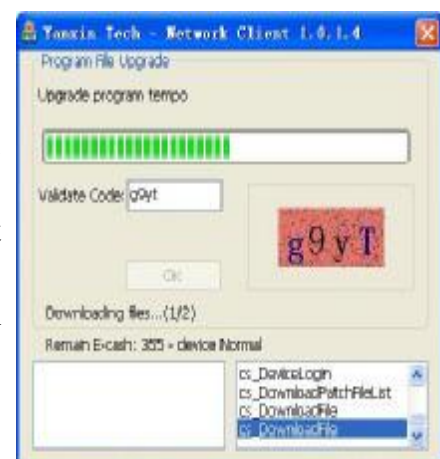 Yanxin Tech - Network Client 1.0.1.4
Program File Upgrade
Upgrade program tempo
Validate Code: g9yt
g9yT
OK
Downloading files...(1/2)
Remain E-cash: 355 - device Normal
cs_DeviceLogin
cs_DownloadPatchFileList
cs_DownloadFile
cs_DownloadFile